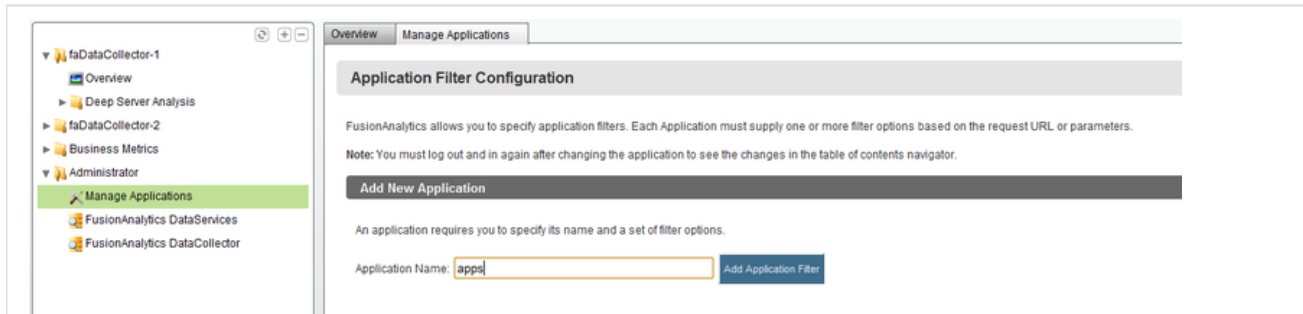 faDataCollector-1
Overview
Deep Server Analysis
faDataCollector-2
Business Metrics
Administrator
Manage Applications
FusionAnalytics DataServices
FusionAnalytics DataCollector
Overview Manage Applications
Application Filter Configuration
FusionAnalytics allows you to specify application filters. Each Application must supply one or more filter options based on the request URL or parameters.
Note: You must log out and in again after changing the application to see the changes in the table of contents navigator.
Add New Application
An application requires you to specify its name and a set of filter options.
Application Name: apps Add Application Filter